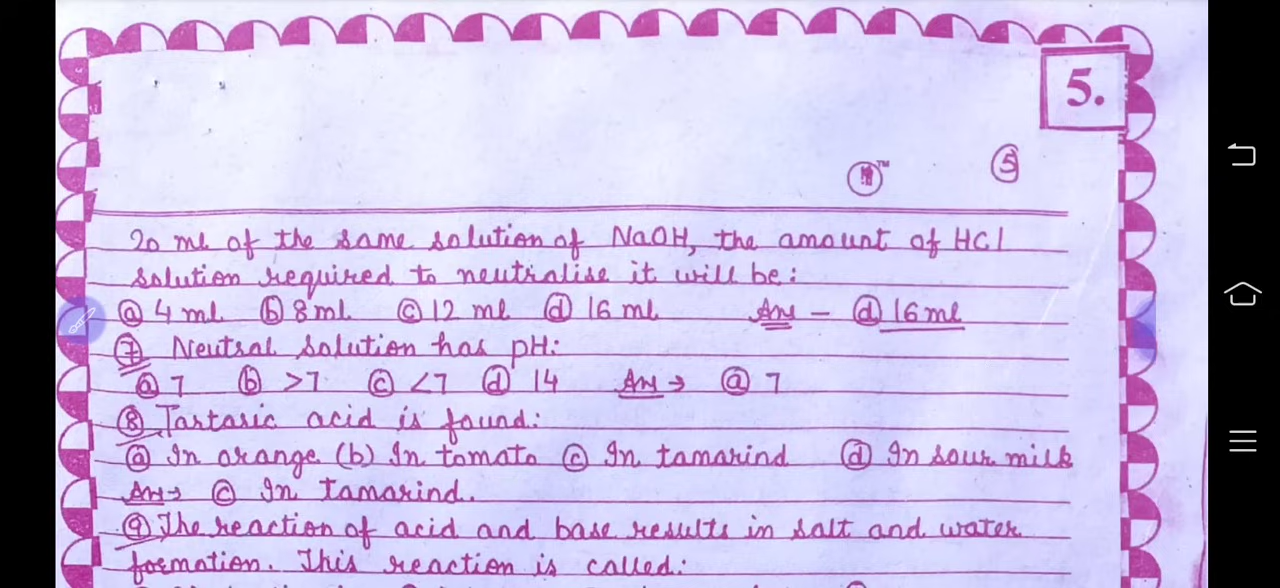 5.
5
20 ml of the same solution of NaOH, the amount of HCl
solution required to neutralise it will be:
(a) 4 ml (b) 8 ml (c) 12 ml (d) 16 ml Ans – (d) 16 ml
(7) Neutral solution has pH:
(a) 7 (b) >7 (c) <7 (d) 14 Ans → (a) 7
(8) Tartaric acid is found:
(a) In orange (b) In tomato (c) In tamarind (d) In sour milk
Ans → (c) In tamarind.
(9) The reaction of acid and base results in salt and water
formation. This reaction is called: